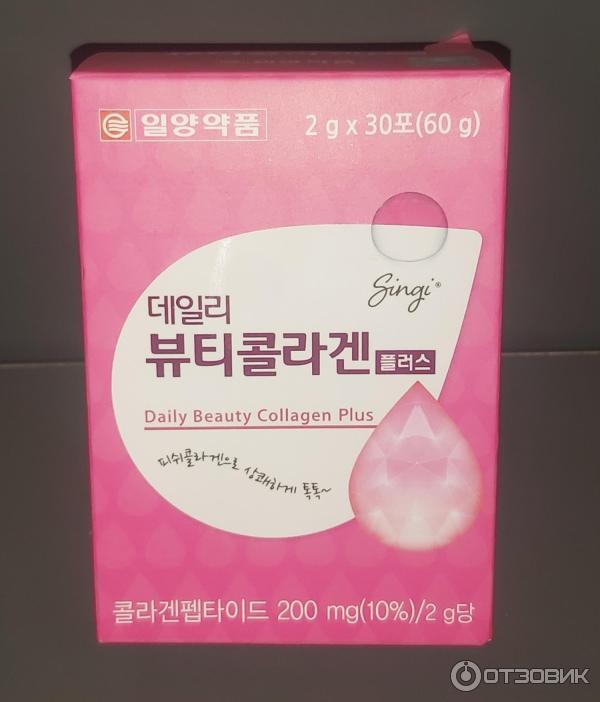 일양약품 2 g x 30포(60 g)
Singi®
데일리
뷰티콜라겐 플러스
Daily Beauty Collagen Plus
피쉬콜라겐으로 상쾌하게 톡톡~
콜라겐펩타이드 200 mg(10%)/2 g당
ОТЗОВИК